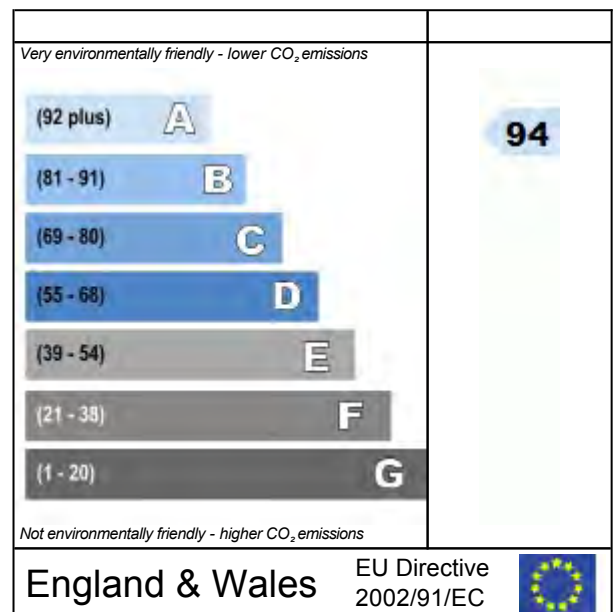 Very environmentally friendly - lower CO₂ emissions
(92 plus) A
94
(81 - 91) B
(69 - 80) C
(55 - 68) D
(39 - 54) E
(21 - 38) F
(1 - 20) G
Not environmentally friendly - higher CO₂ emissions
England & Wales
EU Directive
2002/91/EC